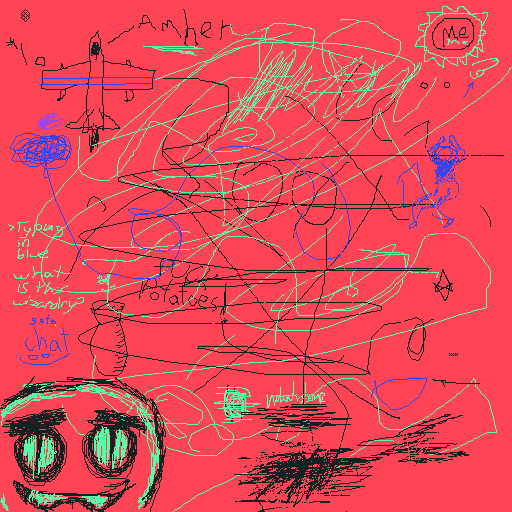 Amber
Me
>Typing
in
blue
what
is this
wizardry?
potatoes
goto
chat